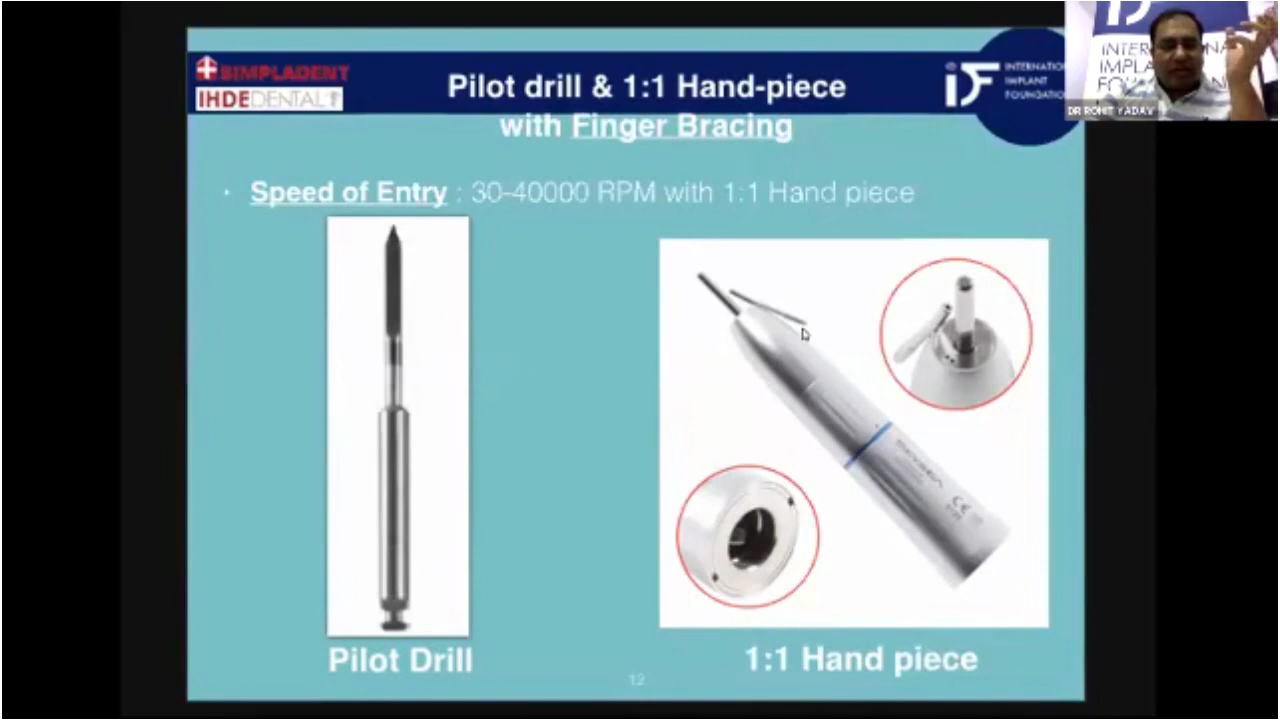 SIMPLADENT
IHDEDENTAL
Pilot drill & 1:1 Hand-piece
with Finger Bracing
INTERNATIONAL
IMPLANT
FOUNDATION
DR ROHIT YADAV
· Speed of Entry : 30-40000 RPM with 1:1 Hand piece
CE
Pilot Drill
1:1 Hand piece
12